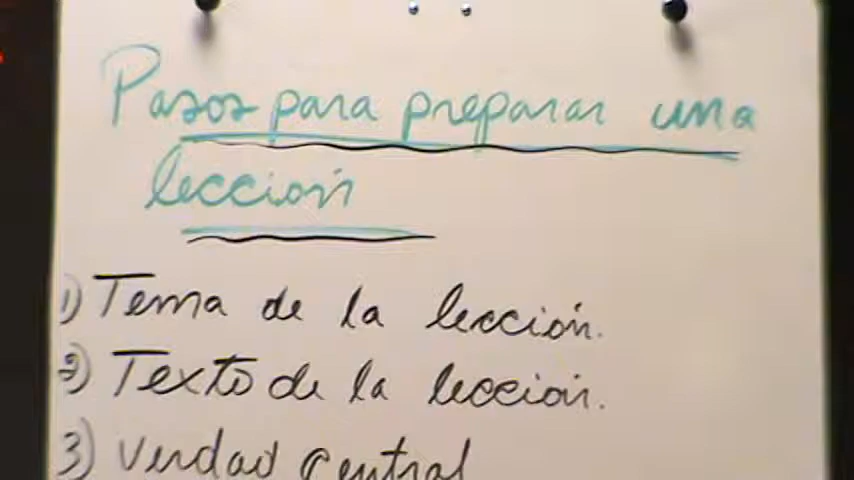 Pasos para preparar una
lección
1) Tema de la lección.
2) Texto de la lección.
3) Verdad Central